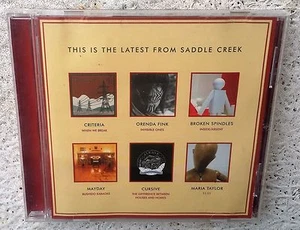 THIS IS THE LATEST FROM SADDLE CREEK
CRITERIA
WHEN WE BREAK
ORENDA FINK
INVISIBLE ONES
BROKEN SPINDLES
INSIDE/ABSENT
MAYDAY
BUSHIDO KARAOKE
CURSIVE
THE DIFFERENCE BETWEEN
HOUSES AND HOMES
MARIA TAYLOR
11:11